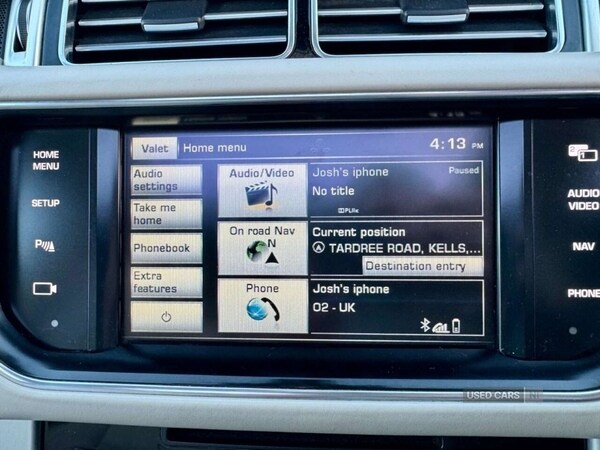 HOME
MENU
SETUP
P
Valet
Home menu
4:13 PM
Audio
settings
Take me
home
Phonebook
Extra
features
Audio/Video
On road Nav
N
Phone
Josh's iphone
Paused
No title
Current position
TARDREE ROAD, KELLS,...
Destination entry
Josh's iphone
02 - UK
AUDIO
VIDEO
NAV
PHONE
USED CARS NI